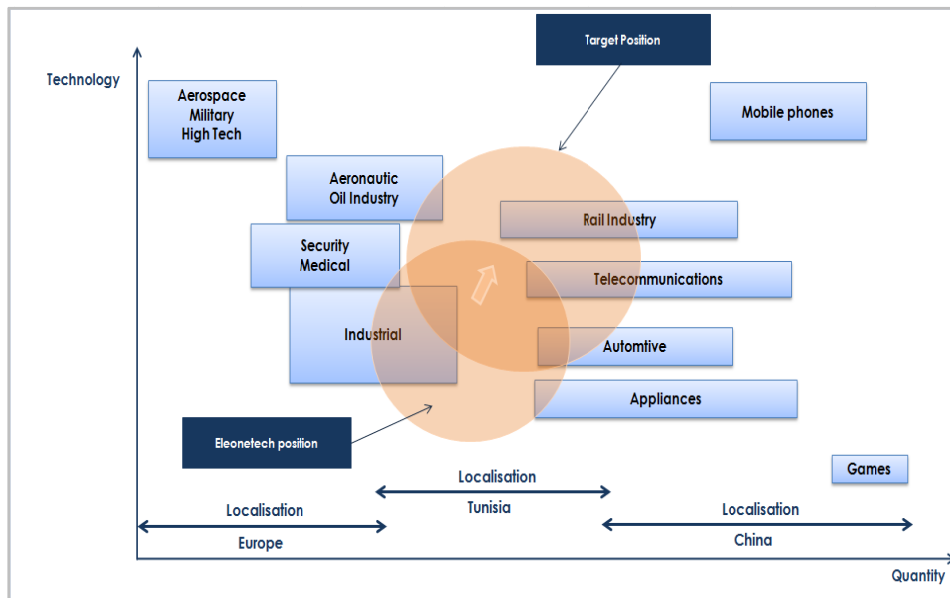 Target Position
Technology
Aerospace
Military
High Tech
Mobile phones
Aeronautic
Oil Industry
Rail Industry
Security
Medical
Telecommunications
Industrial
Automtive
Appliances
Eleonetech position
Games
Localisation
Tunisia
Localisation
Europe
Localisation
China
Quantity